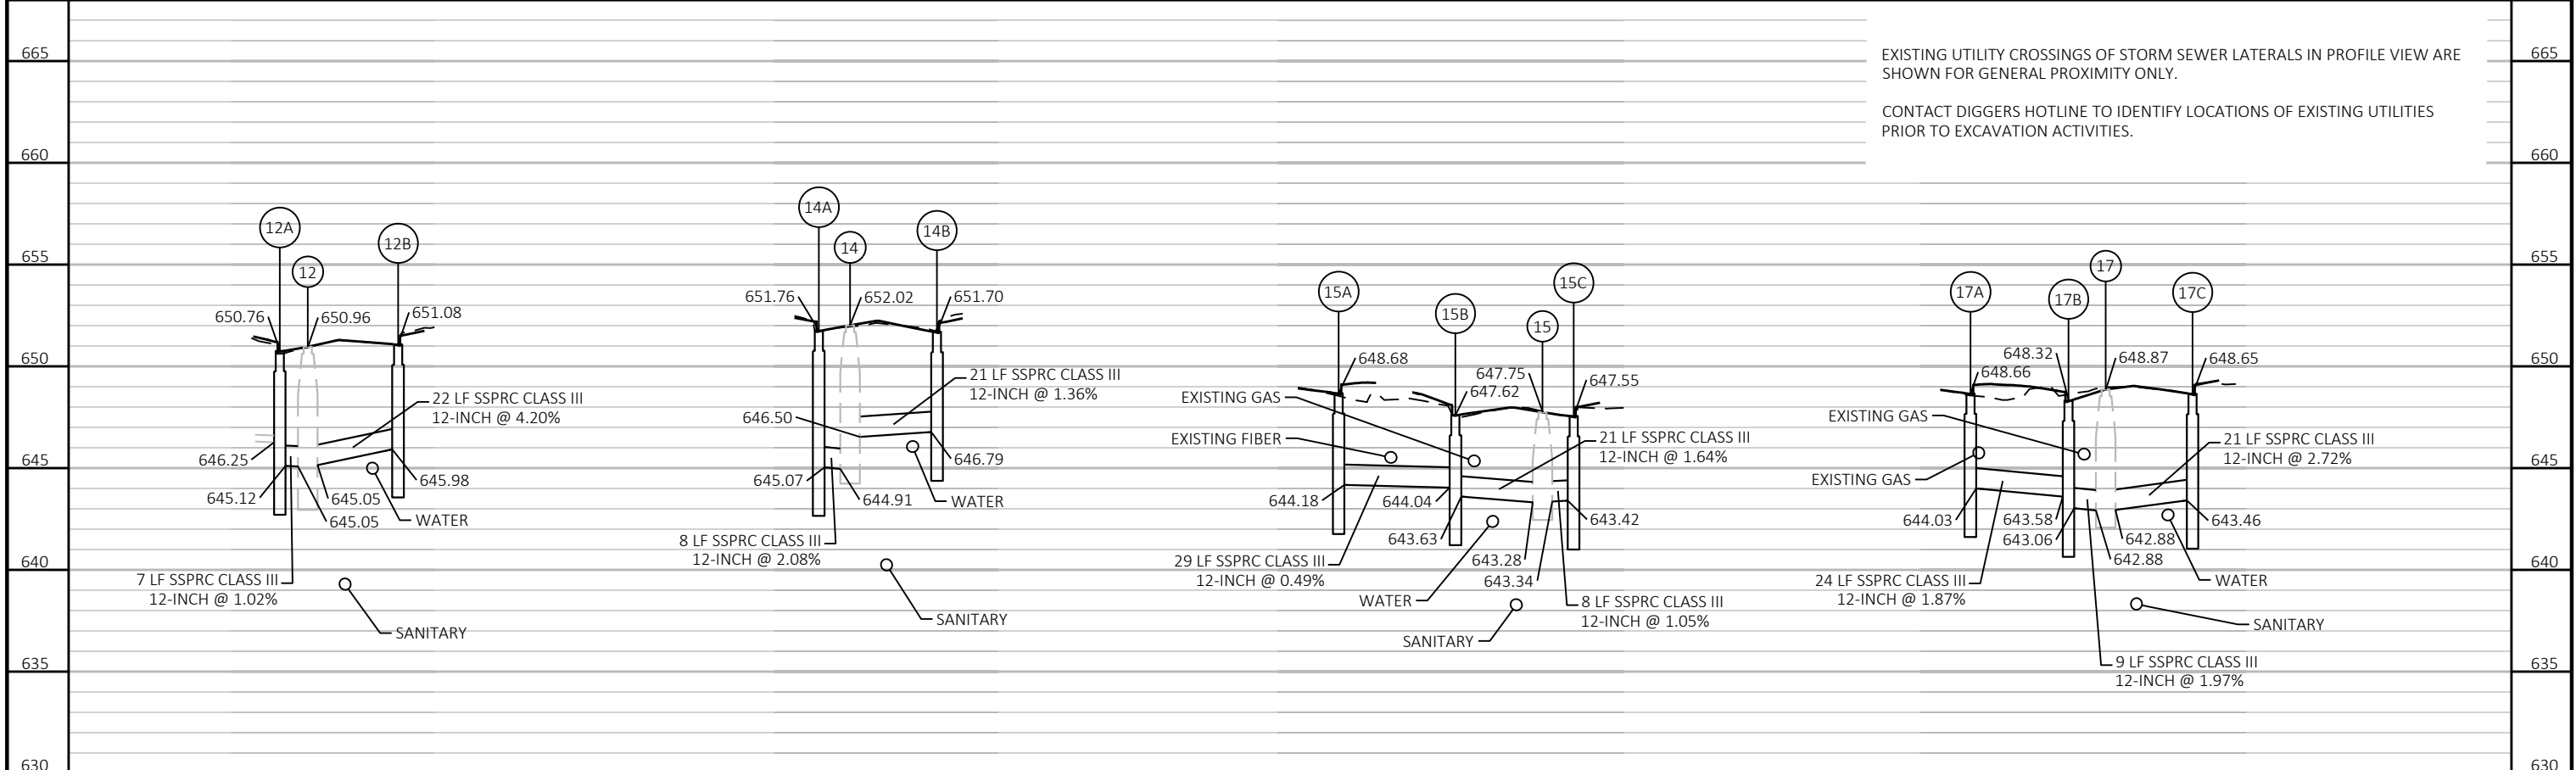 665
660
655
650
645
640
635
630
EXISTING UTILITY CROSSINGS OF STORM SEWER LATERALS IN PROFILE VIEW ARE
SHOWN FOR GENERAL PROXIMITY ONLY.
CONTACT DIGGERS HOTLINE TO IDENTIFY LOCATIONS OF EXISTING UTILITIES
PRIOR TO EXCAVATION ACTIVITIES.
12A
12
12B
650.76
650.96
651.08
22 LF SSPRC CLASS III
12-INCH @ 4.20%
646.25
645.12
645.05
645.05
645.98
WATER
7 LF SSPRC CLASS III
12-INCH @ 1.02%
SANITARY
14A
14
14B
651.76
652.02
651.70
21 LF SSPRC CLASS III
12-INCH @ 1.36%
646.50
646.79
645.07
644.91
WATER
8 LF SSPRC CLASS III
12-INCH @ 2.08%
SANITARY
15A
15B
15
15C
648.68
647.75
647.62
647.55
EXISTING GAS
EXISTING FIBER
21 LF SSPRC CLASS III
12-INCH @ 1.64%
644.18
644.04
643.63
643.42
643.28
643.34
29 LF SSPRC CLASS III
12-INCH @ 0.49%
WATER
8 LF SSPRC CLASS III
12-INCH @ 1.05%
SANITARY
17A
17B
17
17C
648.32
648.66
648.87
648.65
EXISTING GAS
EXISTING GAS
21 LF SSPRC CLASS III
12-INCH @ 2.72%
644.03
643.58
643.06
642.88
642.88
643.46
24 LF SSPRC CLASS III
12-INCH @ 1.87%
WATER
SANITARY
9 LF SSPRC CLASS III
12-INCH @ 1.97%
665
660
655
650
645
640
635
630